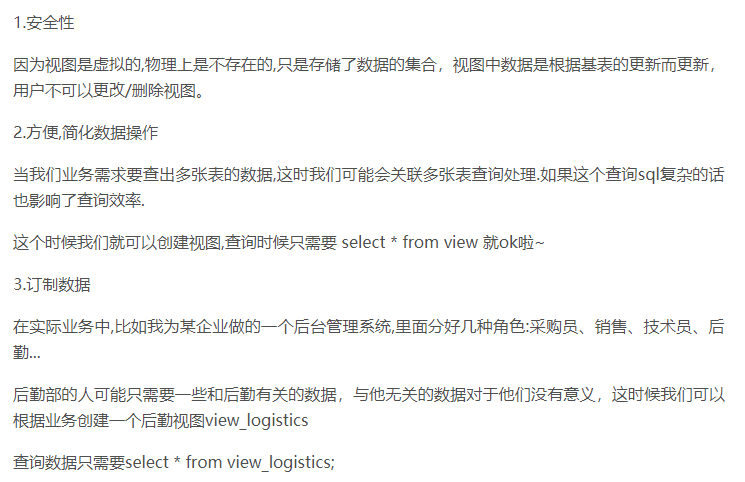 1.安全性
因为视图是虚拟的,物理上是不存在的,只是存储了数据的集合，视图中数据是根据基表的更新而更新，
用户不可以更改/删除视图。
2.方便,简化数据操作
当我们业务需求要查出多张表的数据,这时我们可能会关联多张表查询处理.如果这个查询sql复杂的话
也影响了查询效率.
这个时候我们就可以创建视图,查询时候只需要 select * from view 就ok啦~
3.订制数据
在实际业务中,比如我为某企业做的一个后台管理系统,里面分好几种角色:采购员、销售、技术员、后
勤...
后勤部的人可能只需要一些和后勤有关的数据，与他无关的数据对于他们没有意义，这时候我们可以
根据业务创建一个后勤视图view_logistics
查询数据只需要select * from view_logistics;